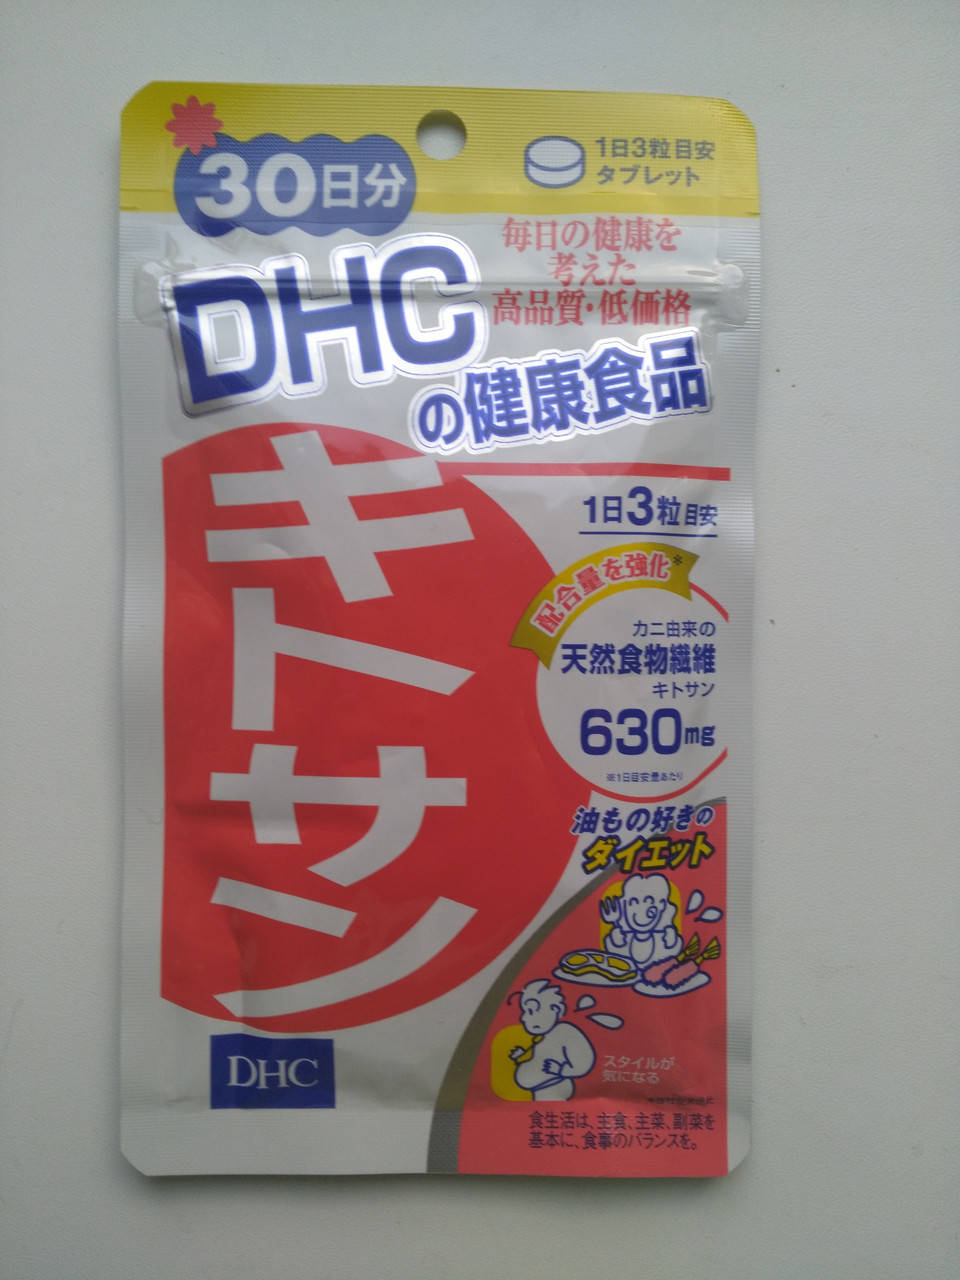 30日分
1日3粒目安
タブレット
毎日の健康を
考えた
高品質・低価格
DHC
の健康食品
キトサン
1日3粒目安
配合量を強化※
カニ由来の
天然食物繊維
キトサン
630mg
※1日目安量あたり
油もの好きの
ダイエット
スタイルが
気になる
DHC
食生活は、主食、主菜、副菜を
基本に、食事のバランスを。